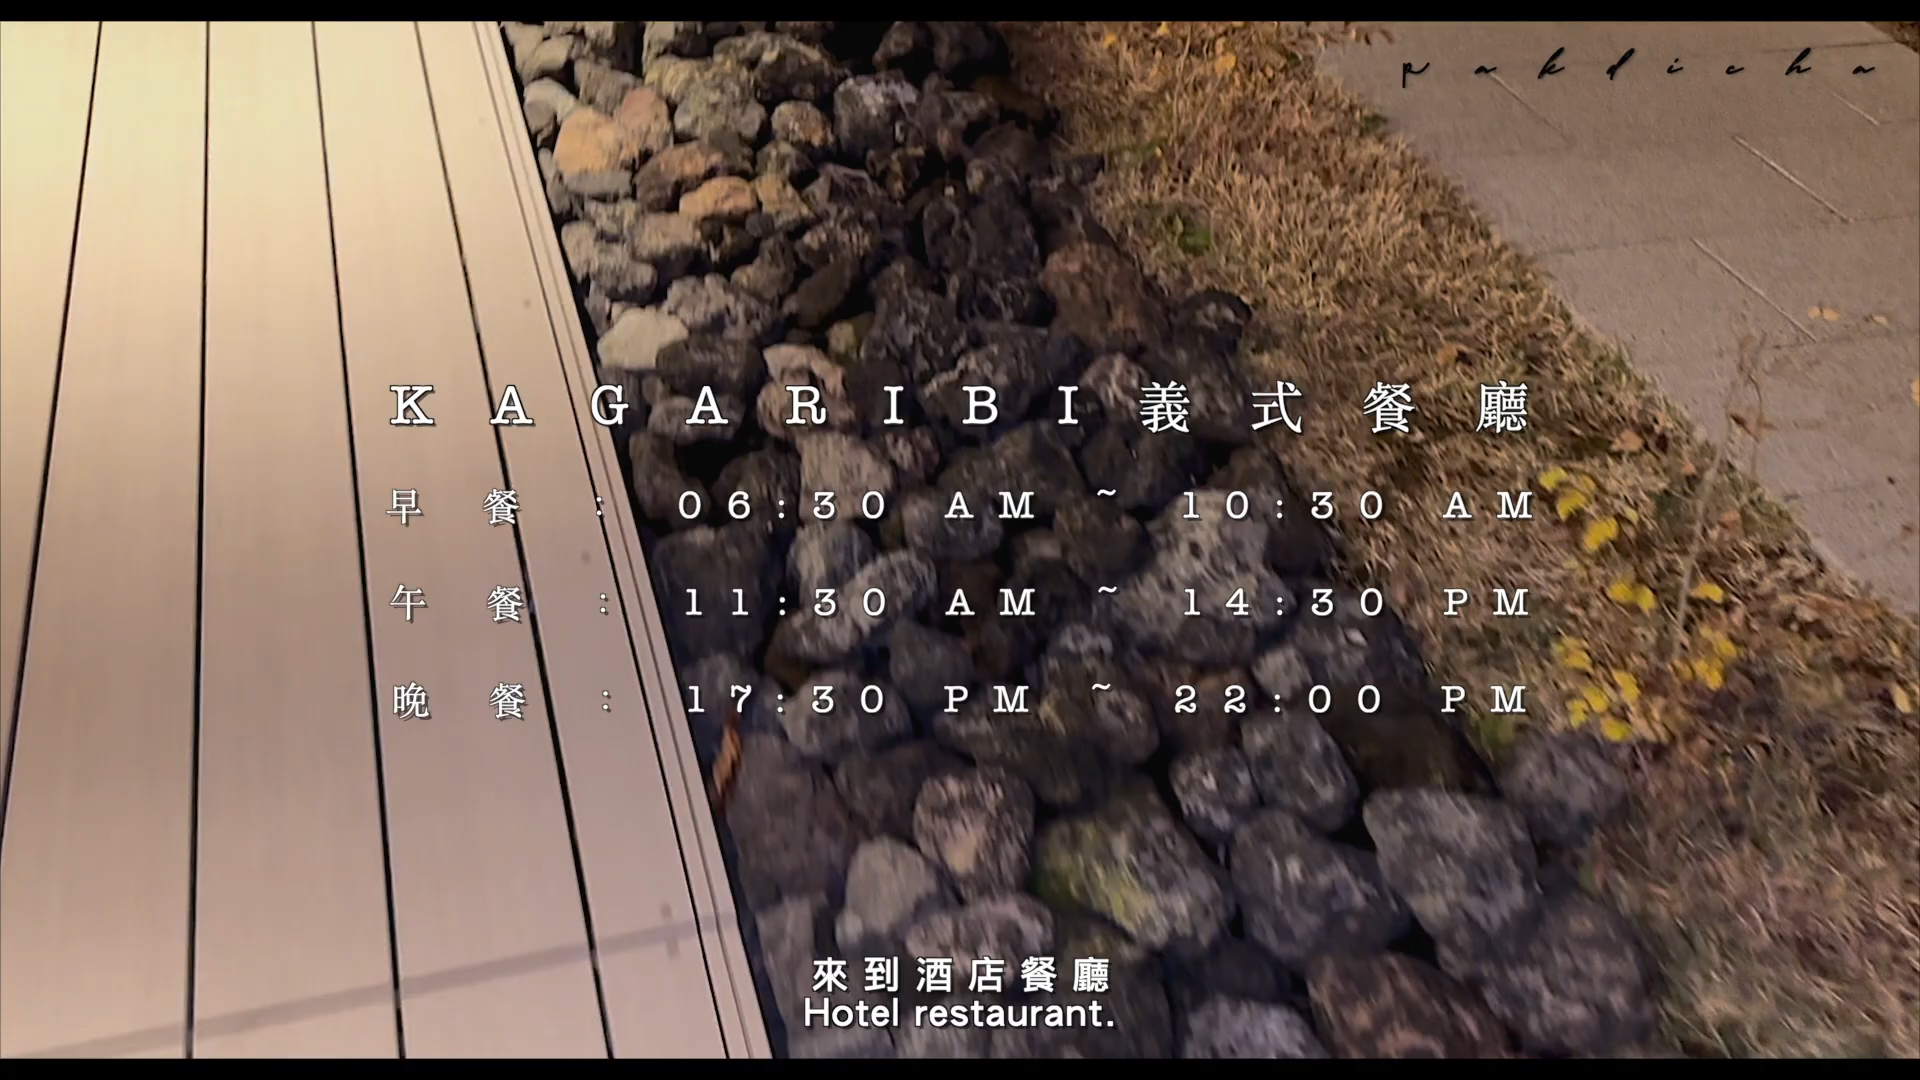 pakdicha
KAGARIBI義式餐廳
早餐: 06:30 AM ~ 10:30 AM
午餐: 11:30 AM ~ 14:30 PM
晚餐: 17:30 PM ~ 22:00 PM
來到酒店餐廳
Hotel restaurant.